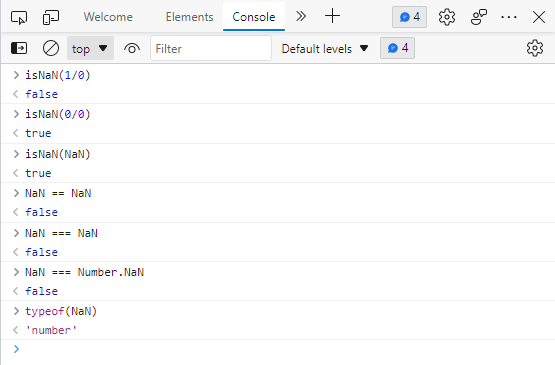 Welcome Elements Console 4
top Filter Default levels 4
isNaN(1/0)
false
isNaN(0/0)
true
isNaN(NaN)
true
NaN == NaN
false
NaN === NaN
false
NaN === Number.NaN
false
typeof(NaN)
'number'